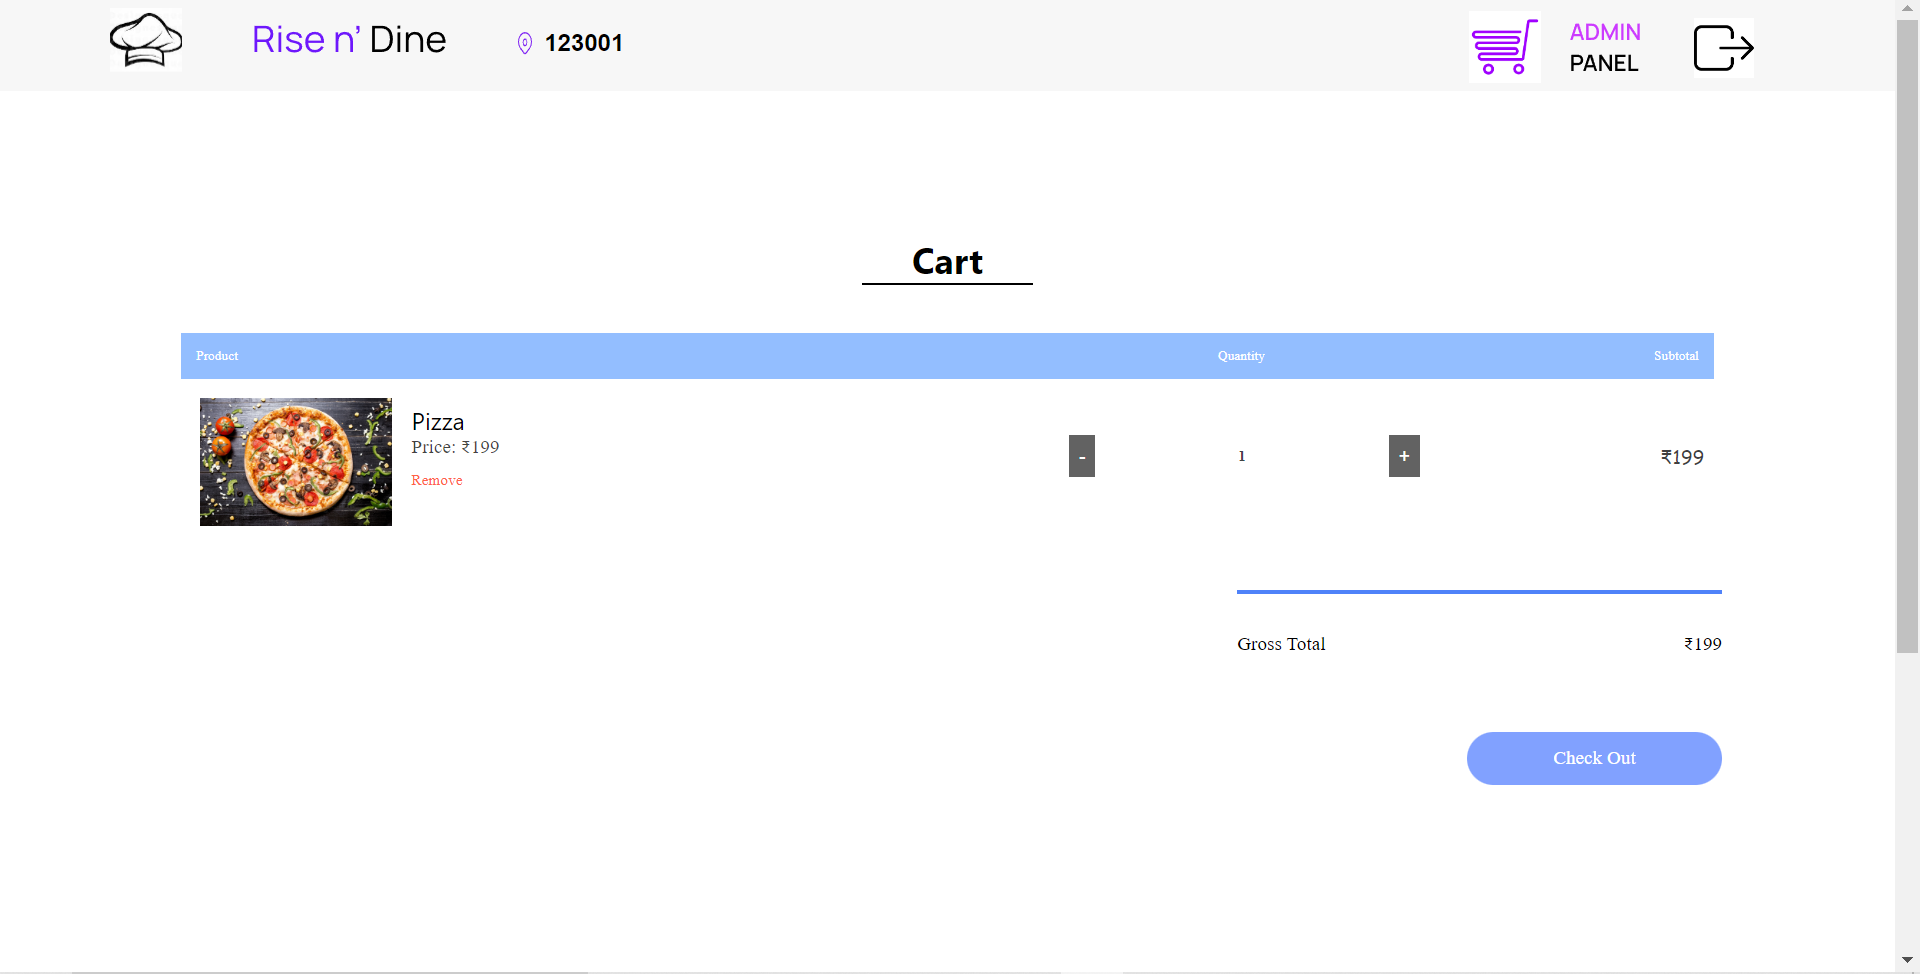 Rise n’ Dine
123001
ADMIN
PANEL
Cart
Product Quantity Subtotal
Pizza
Price: ₹199
Remove
- 1 + ₹199
Gross Total ₹199
Check Out